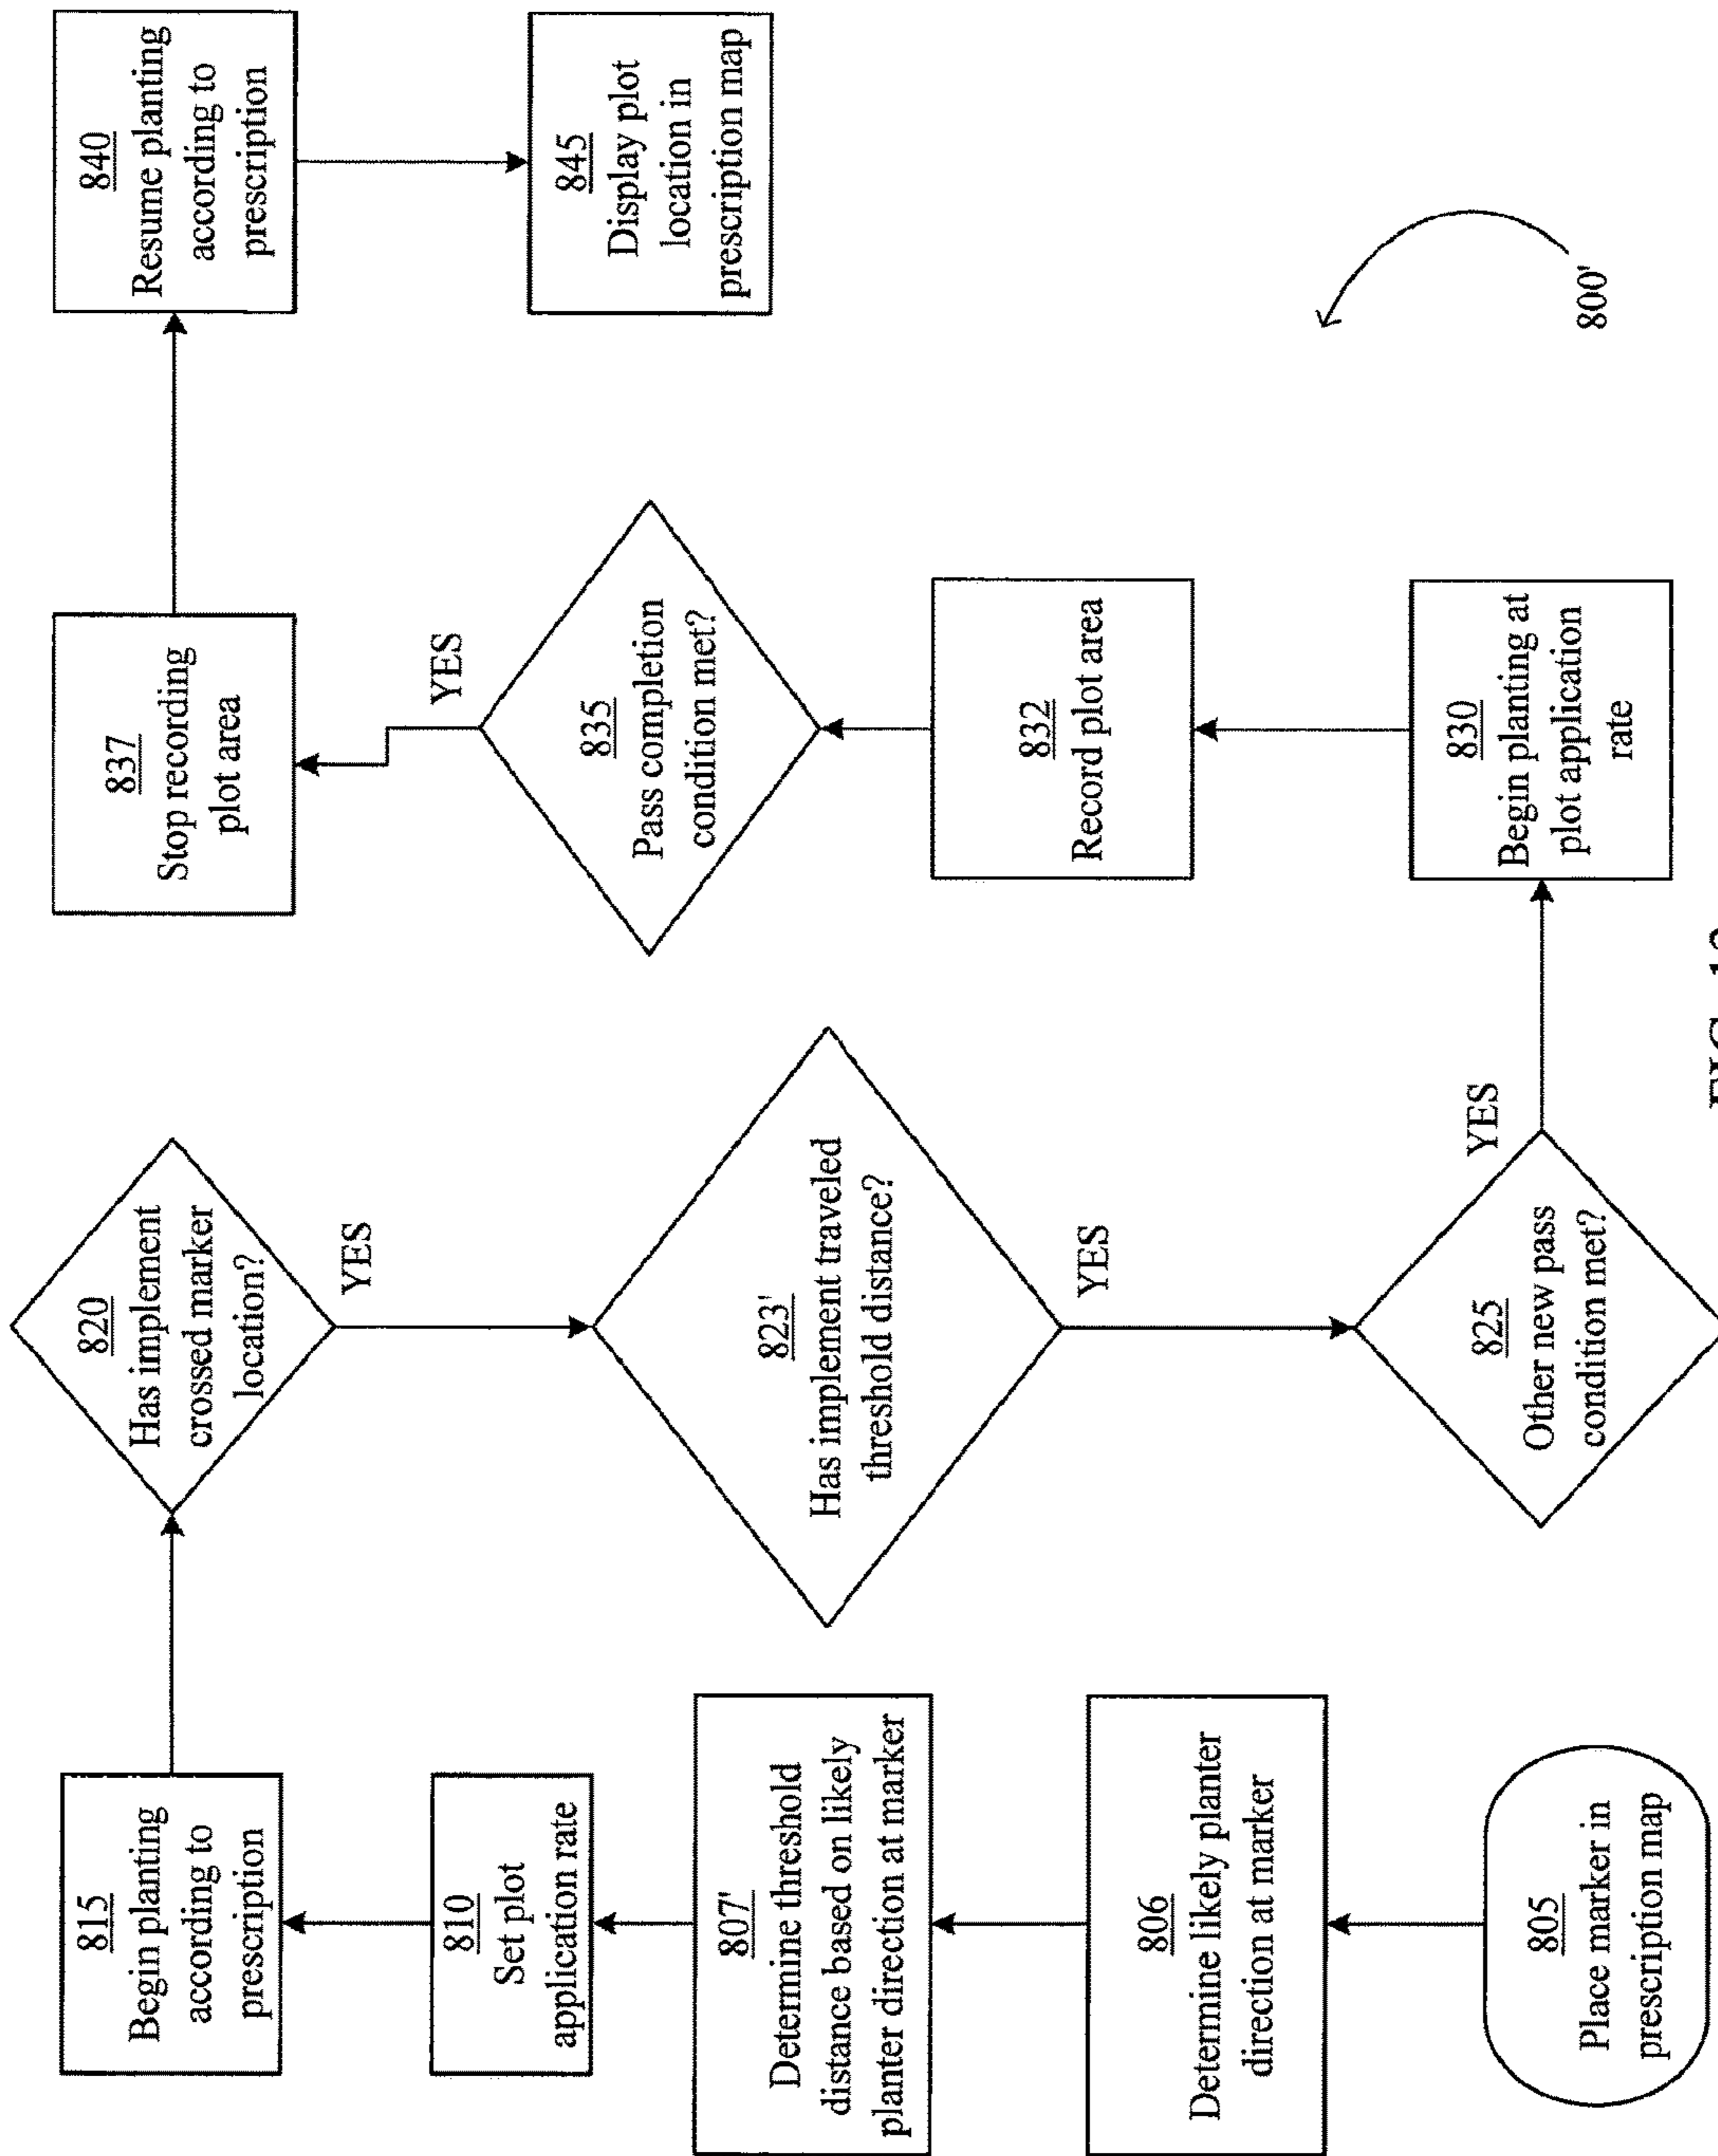 805
Place marker in
prescription map
806
Determine likely planter
direction at marker
807'
Determine threshold
distance based on likely
planter direction at marker
810
Set plot
application rate
815
Begin planting
according to
prescription
820
Has implement
crossed marker
location?
YES
823'
Has implement traveled
threshold distance?
YES
825
Other new pass
condition met?
YES
830
Begin planting at
plot application
rate
832
Record plot area
835
Pass completion
condition met?
YES
837
Stop recording
plot area
840
Resume planting
according to
prescription
845
Display plot
location in
prescription map
800'
FIG.